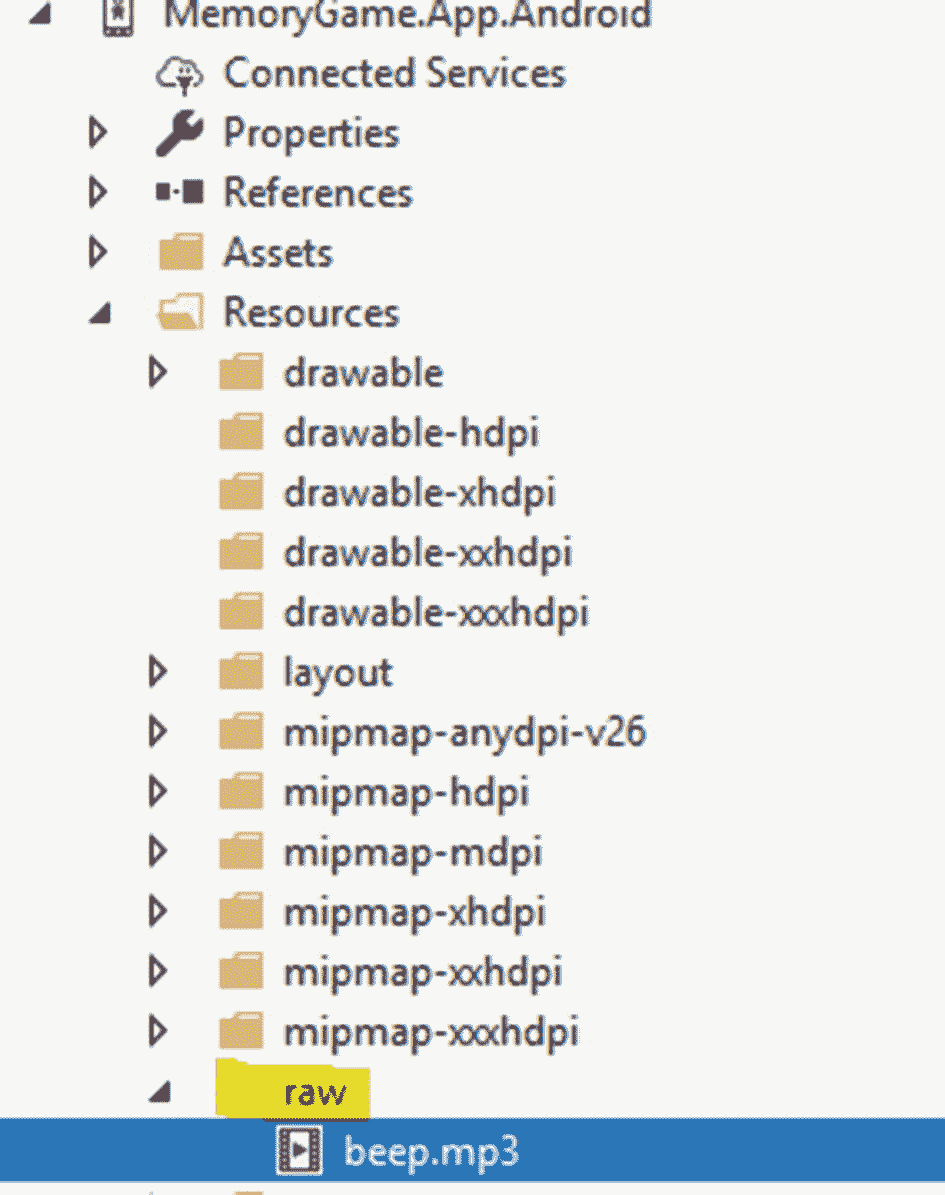 MemoryGame.App.Android
Connected Services
Properties
References
Assets
Resources
drawable
drawable-hdpi
drawable-xhdpi
drawable-xxhdpi
drawable-xxxhdpi
layout
mipmap-anydpi-v26
mipmap-hdpi
mipmap-mdpi
mipmap-xhdpi
mipmap-xxhdpi
mipmap-xxxhdpi
raw
beep.mp3